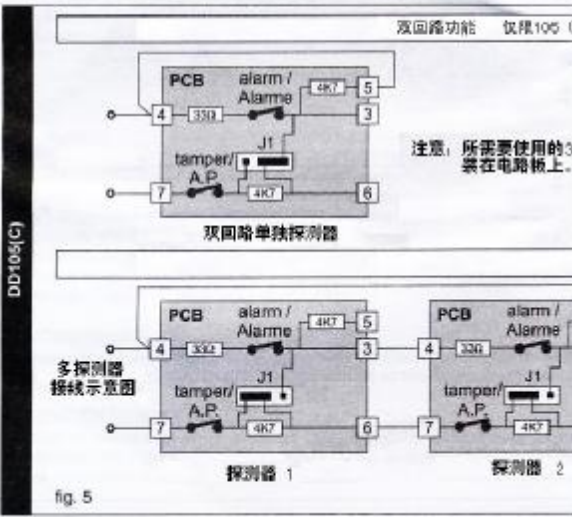 双回路功能 仅限105
PCB
alarm /
Alarme
4K7
5
4
33Ω
3
注意: 所需要使用的3
装在电路板上。
J1
tamper/
A.P.
7
4K7
6
双回路单独探测器
DD105(C)
PCB
alarm /
Alarme
4K7
5
4
33Ω
3
多探测器
接线示意图
J1
tamper/
A.P.
7
4K7
6
探测器 1
PCB
alarm /
Alarme
4
33Ω
J1
tamper/
A.P.
7
4K7
探测器 2
fig. 5